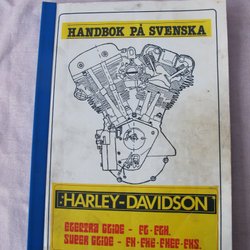 HANDBOK PÅ SVENSKA
HARLEY-DAVIDSON
ELECTRA GLIDE - FL-FLH.
SUPER GLIDE - FX-FXE-FXEF-FXS.